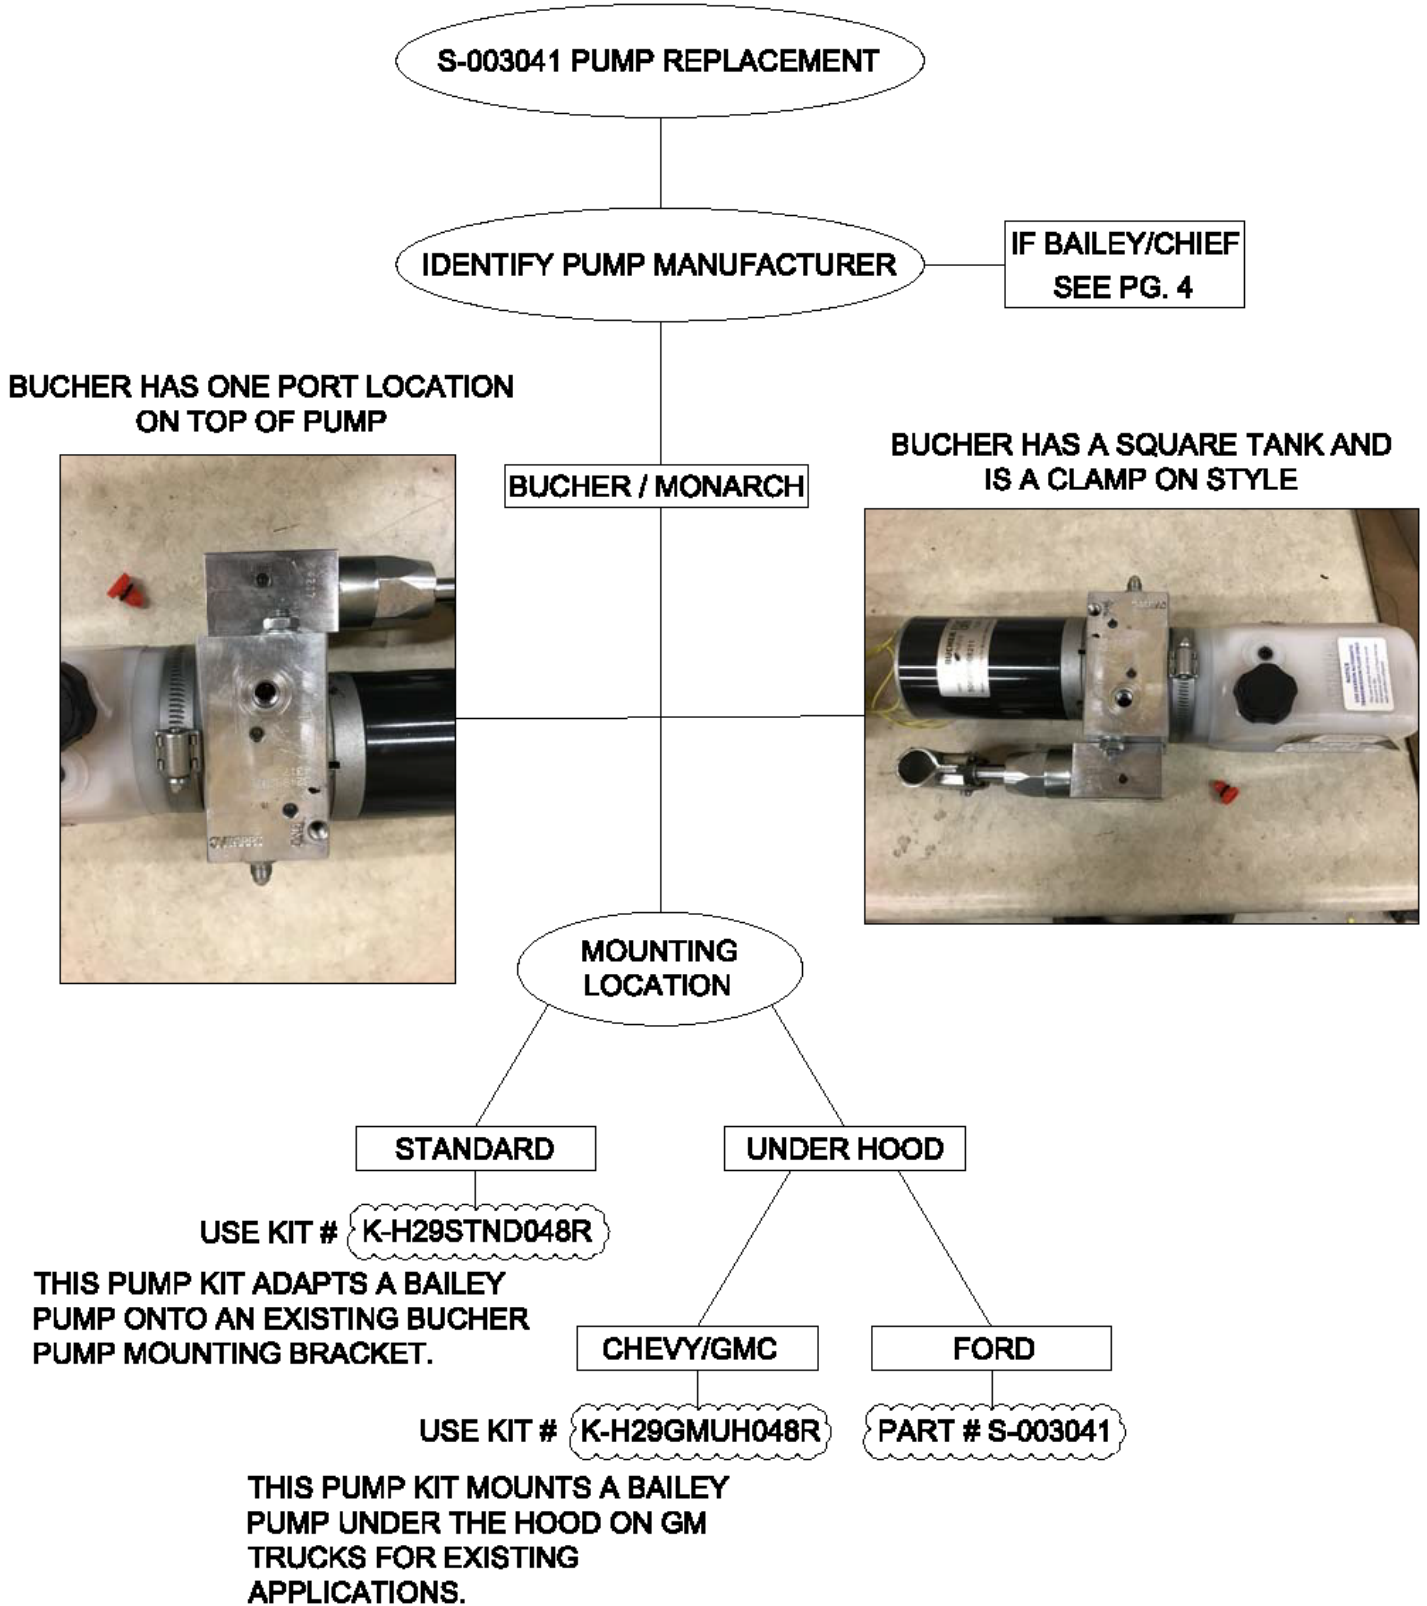 S-003041 PUMP REPLACEMENT
IDENTIFY PUMP MANUFACTURER
IF BAILEY/CHIEF
SEE PG. 4
BUCHER HAS ONE PORT LOCATION
ON TOP OF PUMP
BUCHER / MONARCH
BUCHER HAS A SQUARE TANK AND
IS A CLAMP ON STYLE
BUCHER
NOTICE
MOUNTING
LOCATION
STANDARD
UNDER HOOD
USE KIT # K-H29STND048R
THIS PUMP KIT ADAPTS A BAILEY
PUMP ONTO AN EXISTING BUCHER
PUMP MOUNTING BRACKET.
CHEVY/GMC
FORD
USE KIT # K-H29GMUH048R
PART # S-003041
THIS PUMP KIT MOUNTS A BAILEY
PUMP UNDER THE HOOD ON GM
TRUCKS FOR EXISTING
APPLICATIONS.